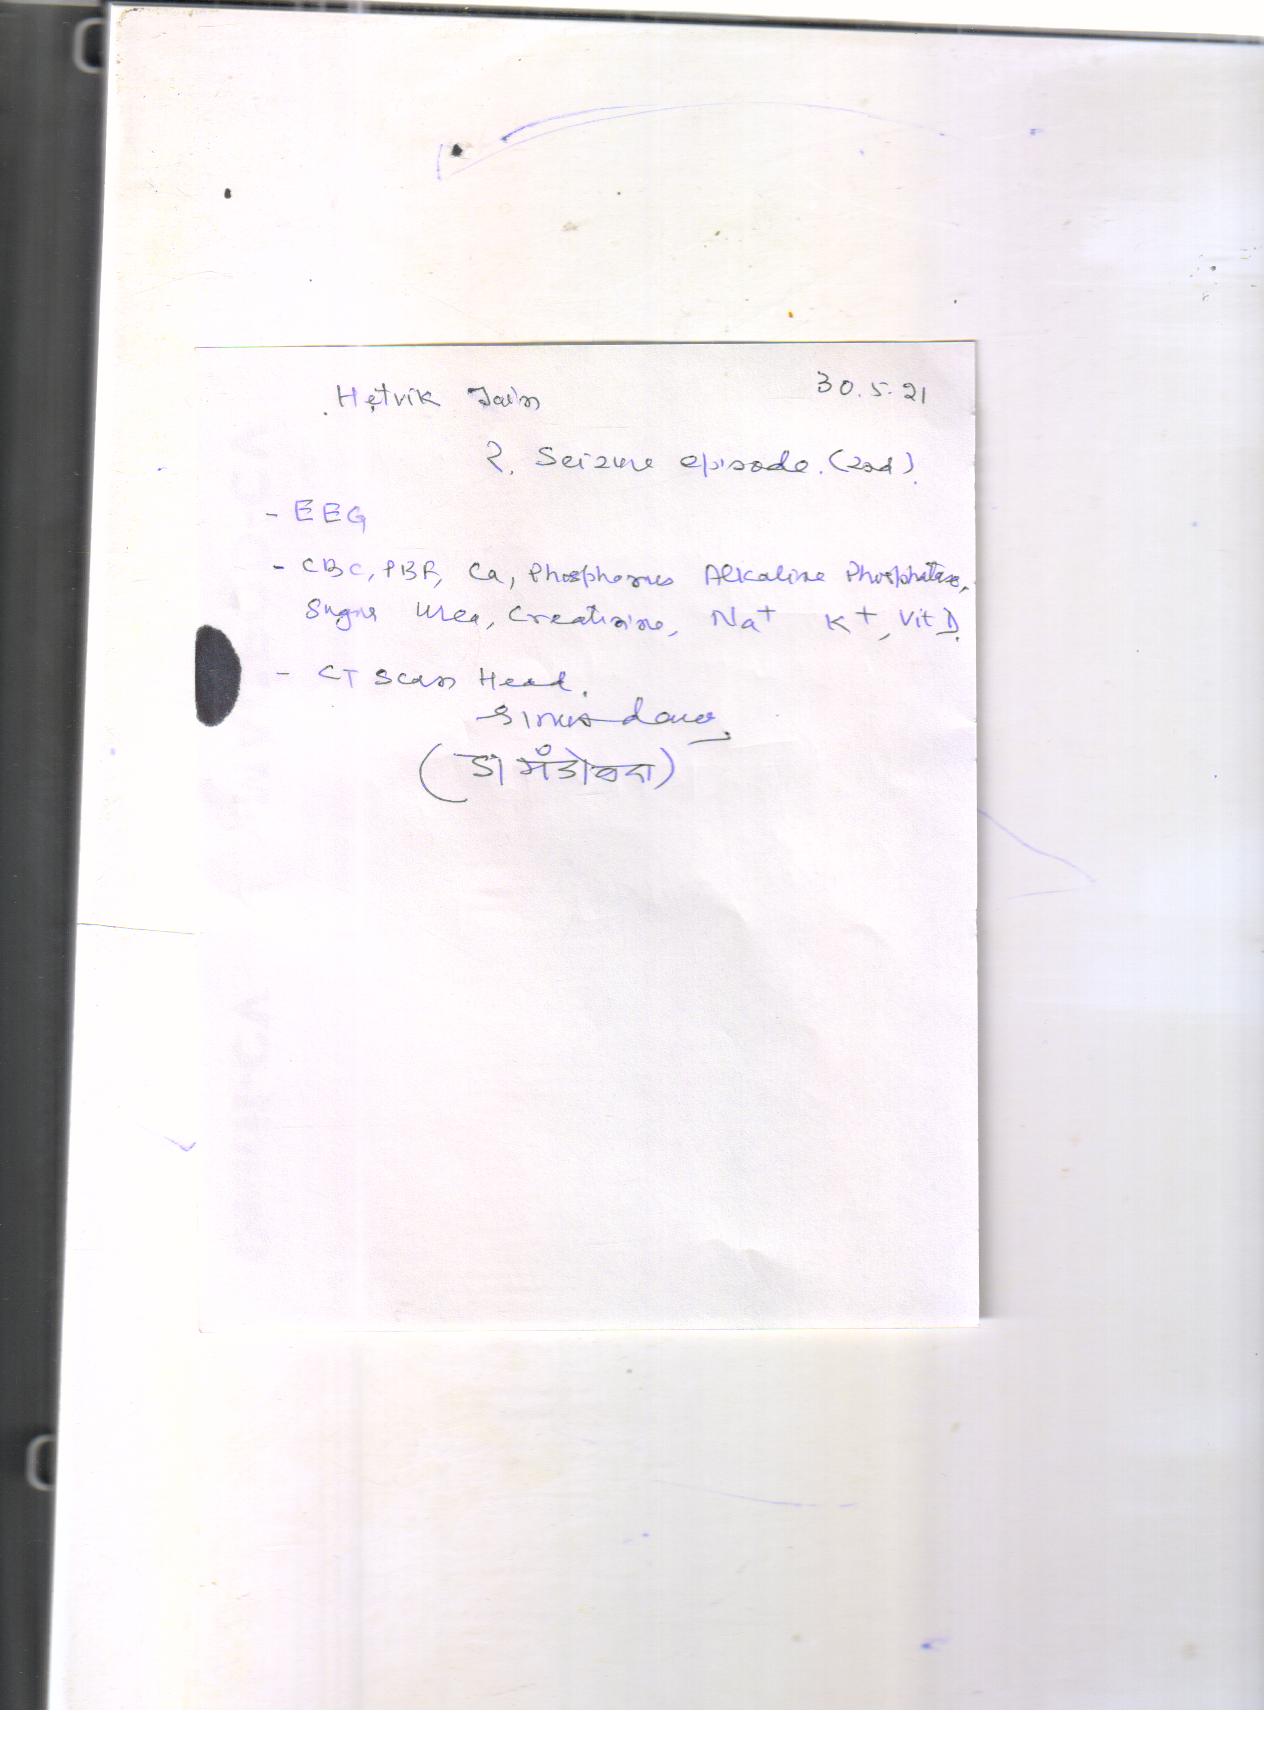 Hetvik Jain 30.5.21
?. Seizure episode. (2nd).
- EEG
- CBC, PBF, Ca, Phosphorus Alkaline Phosphatase,
Sugar Urea, Creatinine, Na+ K+, Vit D.
- CT Scan Head.
(डॉ मंडोवरा)